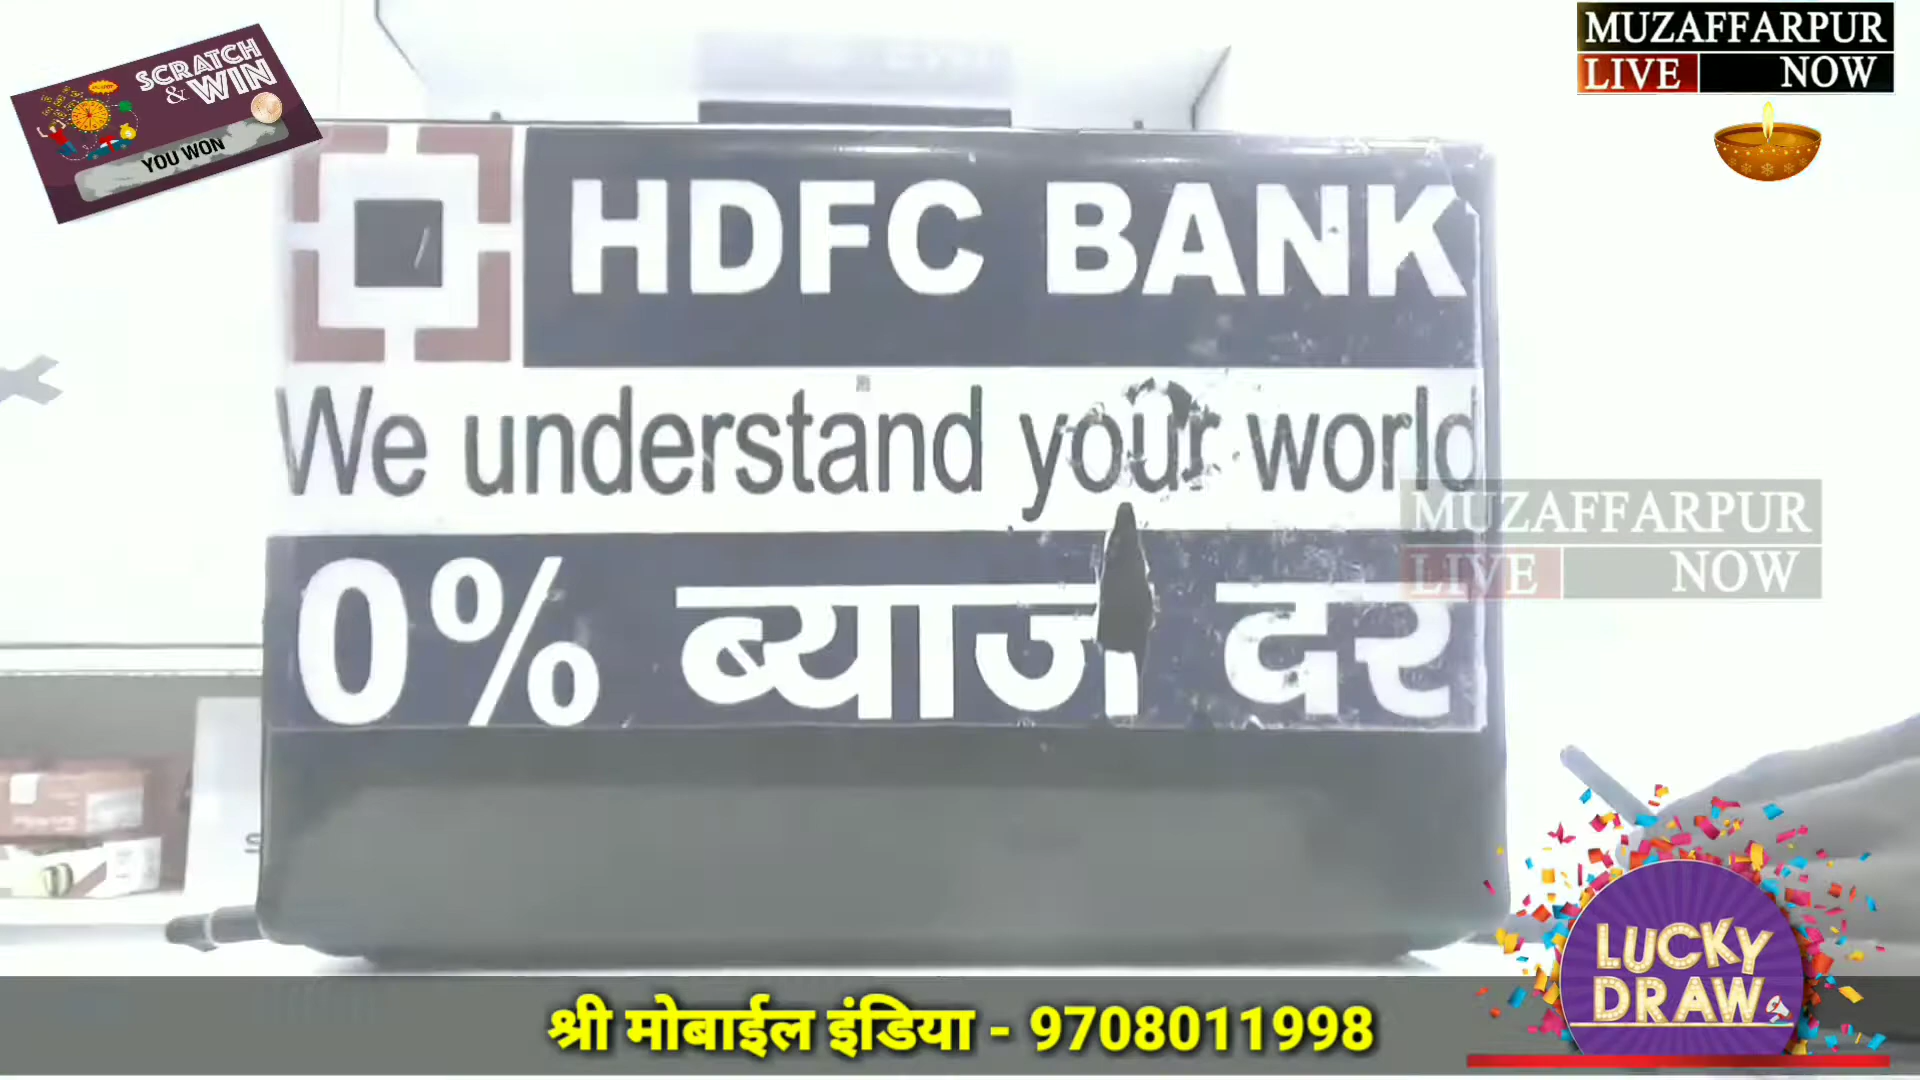 SCRATCH
& WIN
YOU WON
MUZAFFARPUR
LIVE NOW
HDFC BANK
We understand your world
MUZAFFARPUR
LIVE NOW
0% ब्याज दर
LUCKY
DRAW
श्री मोबाईल इंडिया - 9708011998